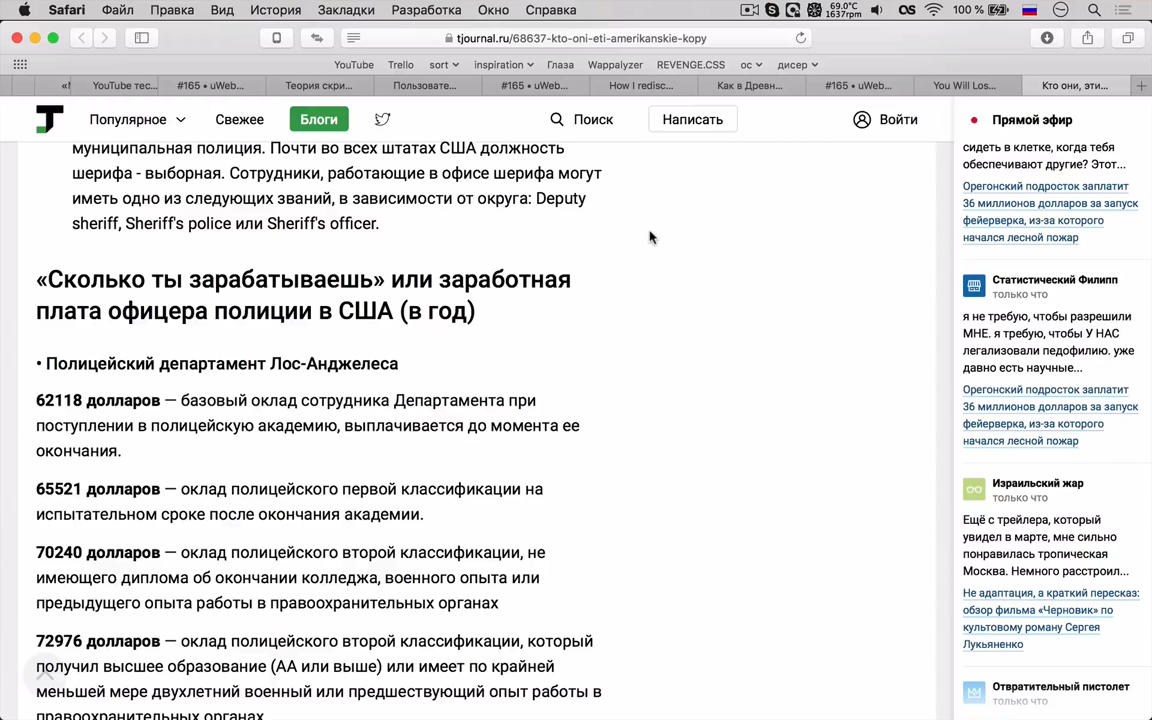 Safari Файл Правка Вид История Закладки Разработка Окно Справка 69.0°C 1637rpm 100 %
tjournal.ru/68637-kto-oni-eti-amerikanskie-kopy
YouTube Trello sort inspiration Глаза Wappalyzer REVENGE.CSS ос дисер
«I YouTube тес... #165 • uWeb... Теория скри... Пользовате... #165 • uWeb... How I redisc... Как в Древн... #165 • uWeb... You Will Los... Кто они, эти...
Популярное Свежее Блоги Поиск Написать Войти
муниципальная полиция. Почти во всех штатах США должность
шерифа - выборная. Сотрудники, работающие в офисе шерифа могут
иметь одно из следующих званий, в зависимости от округа: Deputy
sheriff, Sheriff's police или Sheriff's officer.
«Сколько ты зарабатываешь» или заработная
плата офицера полиции в США (в год)
• Полицейский департамент Лос-Анджелеса
62118 долларов — базовый оклад сотрудника Департамента при
поступлении в полицейскую академию, выплачивается до момента ее
окончания.
65521 долларов — оклад полицейского первой классификации на
испытательном сроке после окончания академии.
70240 долларов — оклад полицейского второй классификации, не
имеющего диплома об окончании колледжа, военного опыта или
предыдущего опыта работы в правоохранительных органах
72976 долларов — оклад полицейского второй классификации, который
получил высшее образование (АА или выше) или имеет по крайней
меньшей мере двухлетний военный или предшествующий опыт работы в
правоохранительных органах
Прямой эфир
сидеть в клетке, когда тебя
обеспечивают другие? Этот...
Орегонский подросток заплатит
36 миллионов долларов за запуск
фейерверка, из-за которого
начался лесной пожар
Статистический Филипп
только что
я не требую, чтобы разрешили
МНЕ. я требую, чтобы У НАС
легализовали педофилию. уже
давно есть научные...
Орегонский подросток заплатит
36 миллионов долларов за запуск
фейерверка, из-за которого
начался лесной пожар
Израильский жар
только что
Ещё с трейлера, который
увидел в марте, мне сильно
понравилась тропическая
Москва. Немного расстроил...
Не адаптация, а краткий пересказ:
обзор фильма «Черновик» по
культовому роману Сергея
Лукьяненко
Отвратительный пистолет
только что